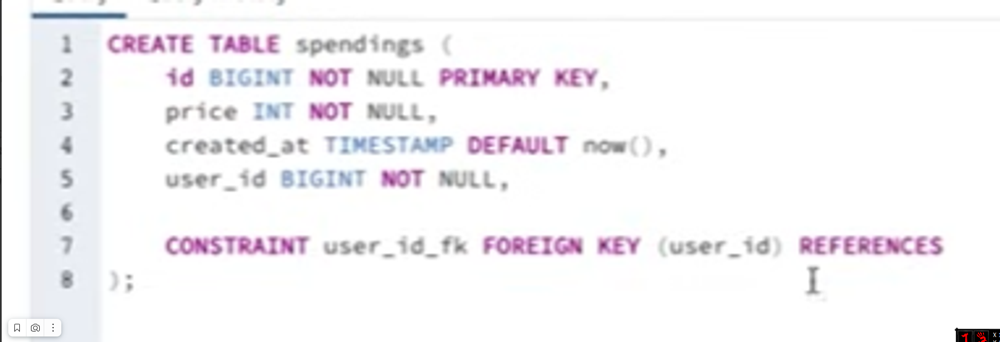 1 CREATE TABLE spendings (
2 id BIGINT NOT NULL PRIMARY KEY,
3 price INT NOT NULL,
4 created_at TIMESTAMP DEFAULT now(),
5 user_id BIGINT NOT NULL,
6
7 CONSTRAINT user_id_fk FOREIGN KEY (user_id) REFERENCES
8 );